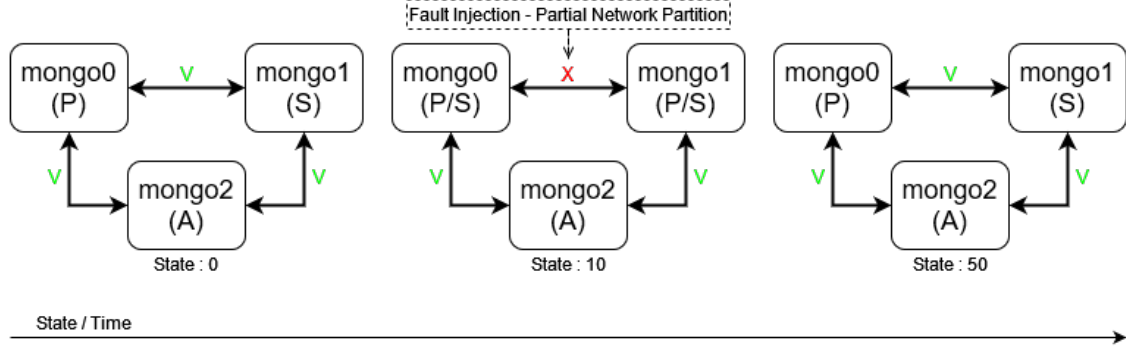 Fault Injection - Partial Network Partition
mongo0
(P)
V
mongo1
(S)
V
V
mongo2
(A)
State : 0
mongo0
(P/S)
X
mongo1
(P/S)
V
V
mongo2
(A)
State : 10
mongo0
(P)
V
mongo1
(S)
V
V
mongo2
(A)
State : 50
State / Time